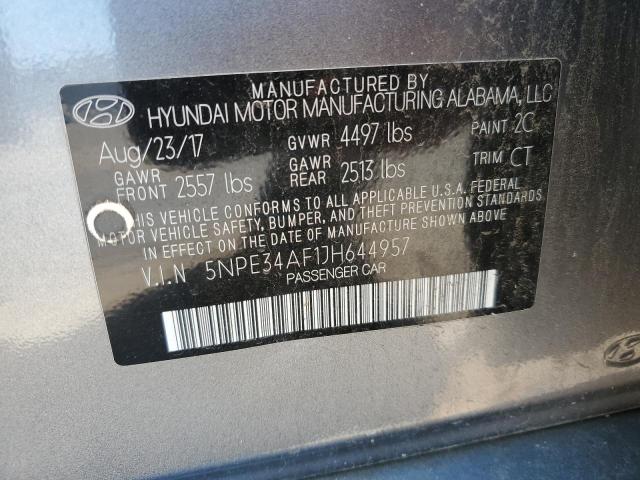 MANUFACTURED BY
HYUNDAI MOTOR MANUFACTURING ALABAMA, LLC
Aug/23/17 GVWR 4497 lbs PAINT 2C
GAWR FRONT 2557 lbs GAWR REAR 2513 lbs TRIM CT
THIS VEHICLE CONFORMS TO ALL APPLICABLE U.S.A. FEDERAL
MOTOR VEHICLE SAFETY, BUMPER, AND THEFT PREVENTION STANDARDS
IN EFFECT ON THE DATE OF MANUFACTURE SHOWN ABOVE.
V.I.N 5NPE34AF1JH644957
PASSENGER CAR